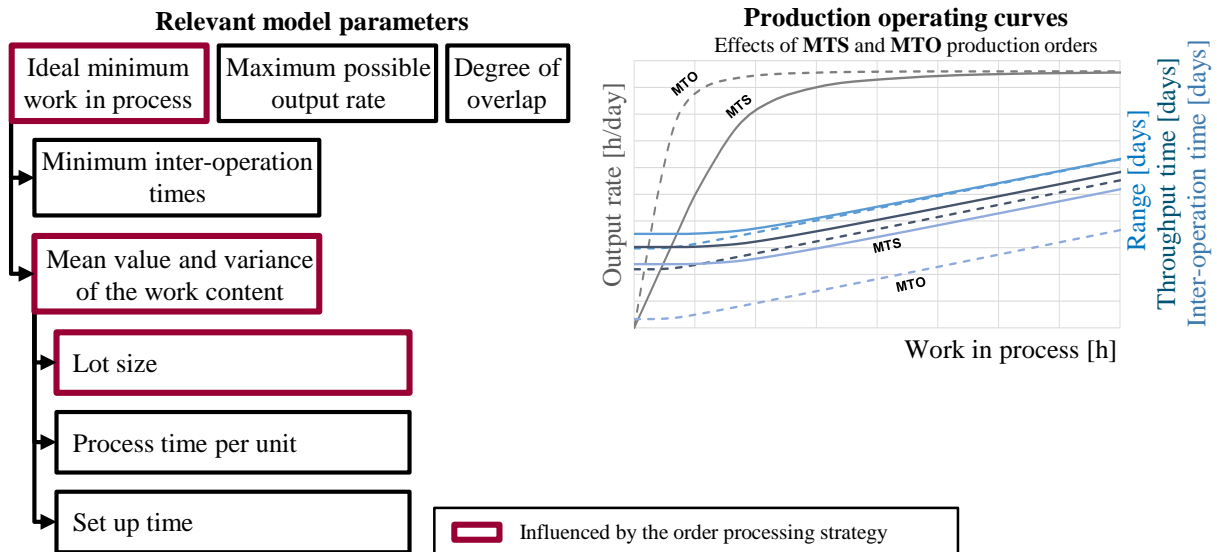 Relevant model parameters
Ideal minimum
work in process
Maximum possible
output rate
Degree of
overlap
Minimum inter-operation
times
Mean value and variance
of the work content
Lot size
Process time per unit
Set up time
Influenced by the order processing strategy
Production operating curves
Effects of MTS and MTO production orders
Output rate [h/day]
MTO
MTS
MTS
MTO
Work in process [h]
Range [days]
Throughput time [days]
Inter-operation time [days]